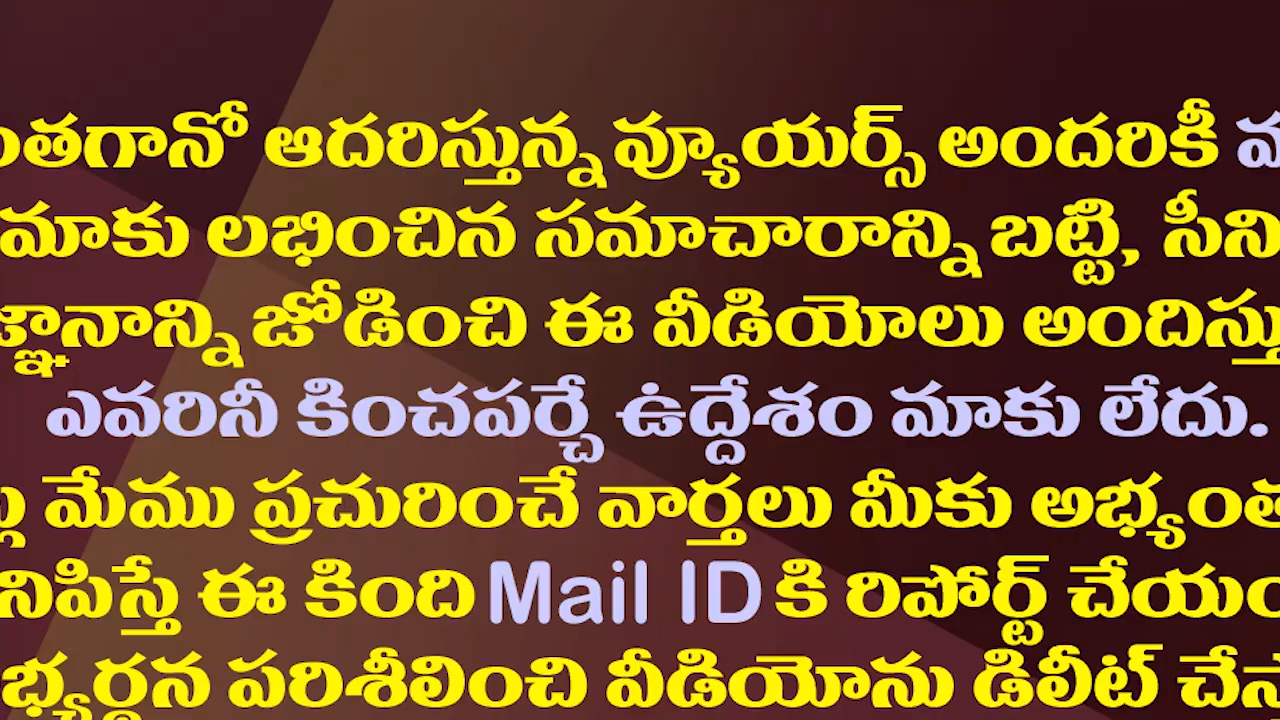 ంతగానో ఆదరిస్తున్న వ్యూయర్స్ అందరికీ
మాకు లభించిన సమాచారాన్ని బట్టి, సీని
జ్ఞానాన్ని జోడించి ఈ వీడియోలు అందిస్తు
ఎవరినీ కించపర్చే ఉద్దేశం మాకు లేదు.
మేము ప్రచురించే వార్తలు మీకు అభ్యంత
నిపిస్తే ఈ కింది Mail ID కి రిపోర్ట్ చేయం
భ్యర్థన పరిశీలించి వీడియోను డిలీట్ చేస